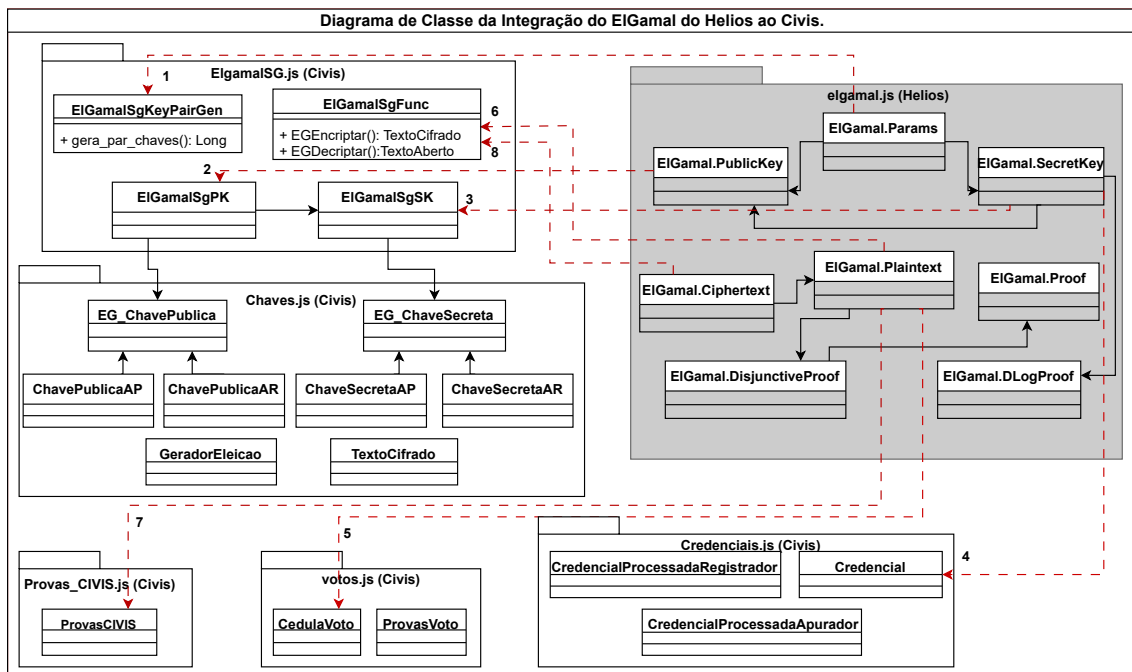 Diagrama de Classe da Integração do ElGamal do Helios ao Civis.
ElgamalSG.js (Civis)
1
ElGamalSgKeyPairGen
+ gera_par_chaves(): Long
ElGamalSgFunc
+ EGEncriptar(): TextoCifrado
+ EGDecriptar():TextoAberto
6
8
2
ElGamalSgPK
ElGamalSgSK
3
elgamal.js (Helios)
ElGamal.Params
ElGamal.PublicKey
ElGamal.SecretKey
ElGamal.Plaintext
ElGamal.Proof
ElGamal.Ciphertext
ElGamal.DisjunctiveProof
ElGamal.DLogProof
Chaves.js (Civis)
EG_ChavePublica
EG_ChaveSecreta
ChavePublicaAP
ChavePublicaAR
ChaveSecretaAP
ChaveSecretaAR
GeradorEleicao
TextoCifrado
7
5
4
Provas_CIVIS.js (Civis)
ProvasCIVIS
votos.js (Civis)
CedulaVoto
ProvasVoto
Credenciais.js (Civis)
CredencialProcessadaRegistrador
Credencial
CredencialProcessadaApurador